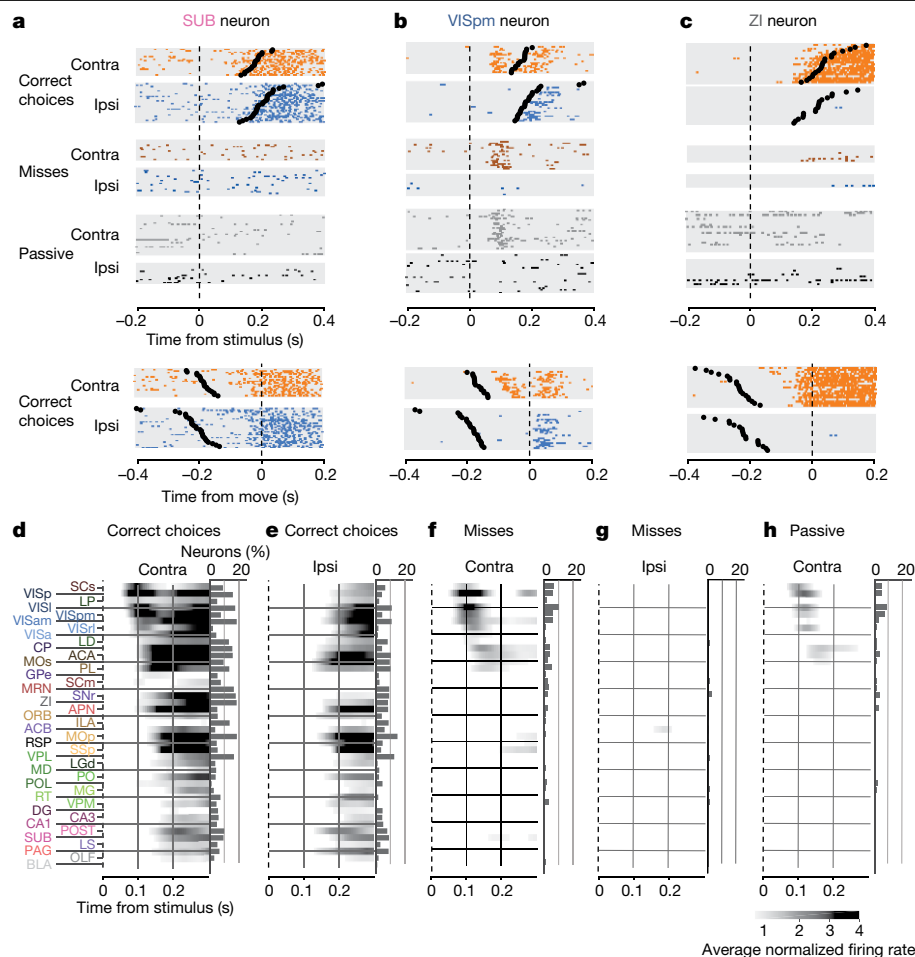 a SUB neuron b VISpm neuron c ZI neuron
Correct choices
Contra
Ipsi
Misses
Contra
Ipsi
Passive
Contra
Ipsi
−0.2 0 0.2 0.4 −0.2 0 0.2 0.4 −0.2 0 0.2 0.4
Time from stimulus (s)
Correct choices
Contra
Ipsi
−0.4 −0.2 0 0.2 −0.4 −0.2 0 0.2 −0.4 −0.2 0 0.2
Time from move (s)
d Correct choices e Correct choices f Misses g Misses h Passive
Neurons (%)
Contra 0 20 Ipsi 0 20 Contra 0 20 Ipsi 0 20 Contra 0 20
SCs
VISp
LP
VISl
VISpm
VISam
VISrl
VISa
LD
CP
ACA
MOs
PL
GPe
SCm
MRN
SNr
ZI
APN
ORB
ILA
ACB
MOp
RSP
SSp
VPL
LGd
MD
PO
POL
MG
RT
VPM
DG
CA3
CA1
POST
SUB
LS
PAG
OLF
BLA
0 0.1 0.2 0 0.1 0.2 0 0.1 0.2 0 0.1 0.2 0 0.1 0.2
Time from stimulus (s)
1 2 3 4
Average normalized firing rate